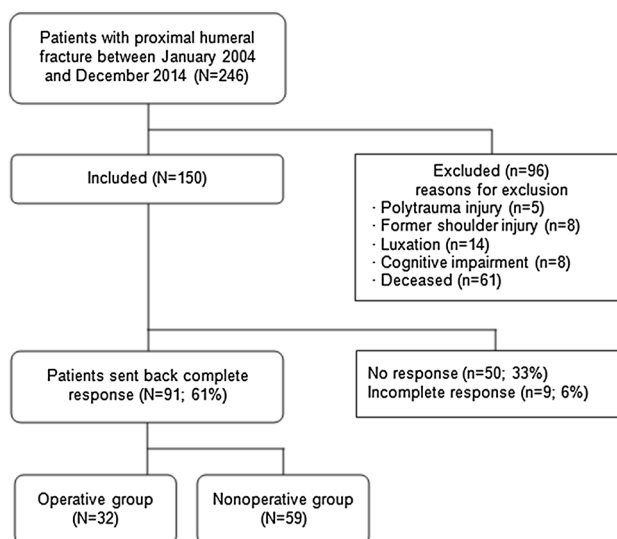 Patients with proximal humeral
fracture between January 2004
and December 2014 (N=246)
Included (N=150)
Excluded (n=96)
reasons for exclusion
· Polytrauma injury (n=5)
· Former shoulder injury (n=8)
· Luxation (n=14)
· Cognitive impairment (n=8)
· Deceased (n=61)
Patients sent back complete
response (N=91; 61%)
No response (n=50; 33%)
Incomplete response (n=9; 6%)
Operative group
(N=32)
Nonoperative group
(N=59)